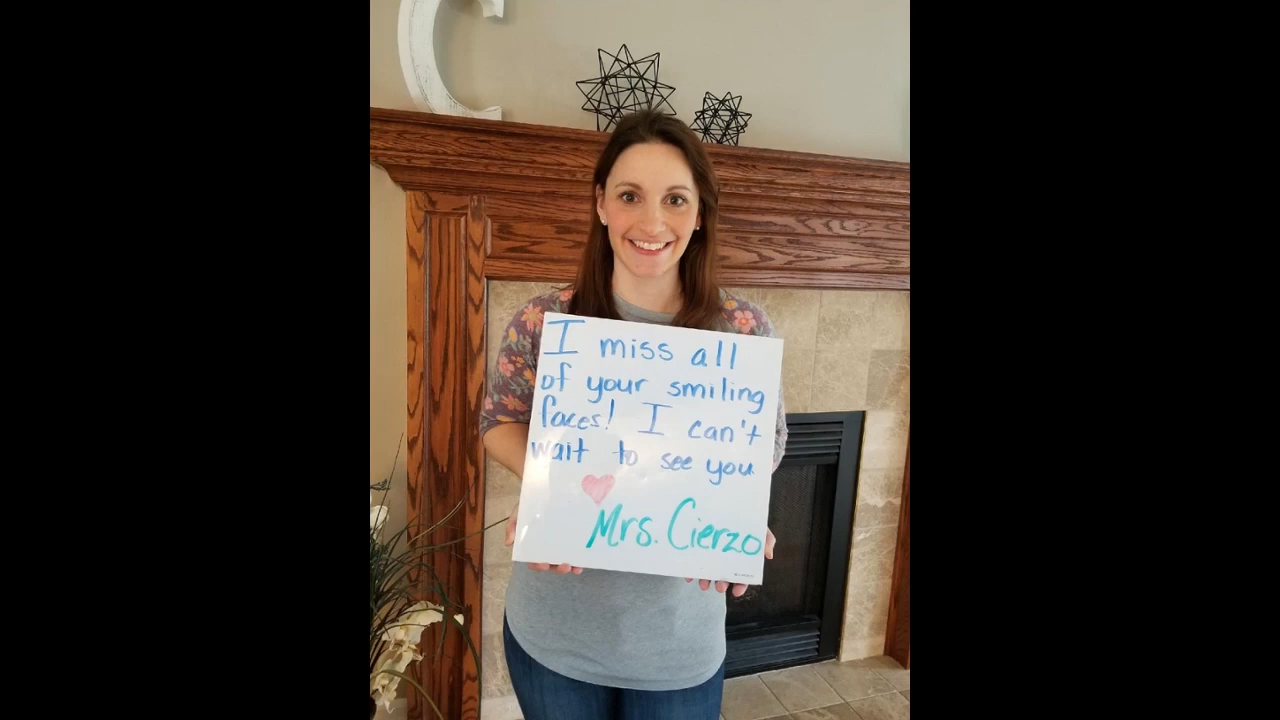 I miss all
of your smiling
faces! I can't
wait to see you
Mrs. Cierzo
C